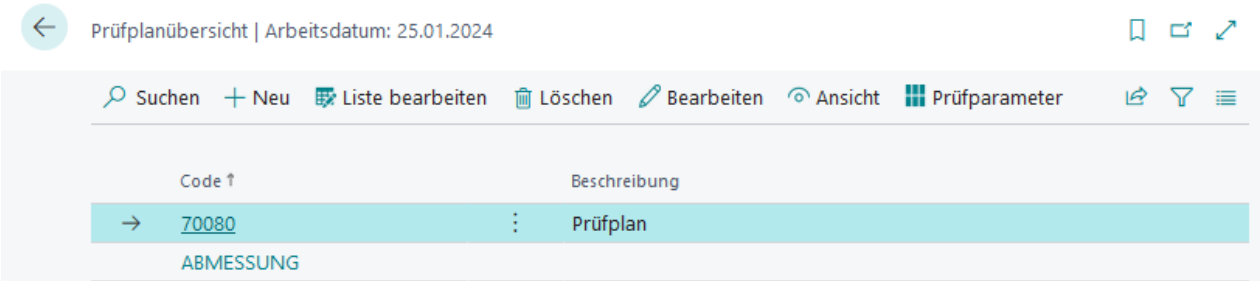 Prüfplanübersicht | Arbeitsdatum: 25.01.2024
Suchen Neu Liste bearbeiten Löschen Bearbeiten Ansicht Prüfparameter
Code ↑ Beschreibung
70080 Prüfplan
ABMESSUNG